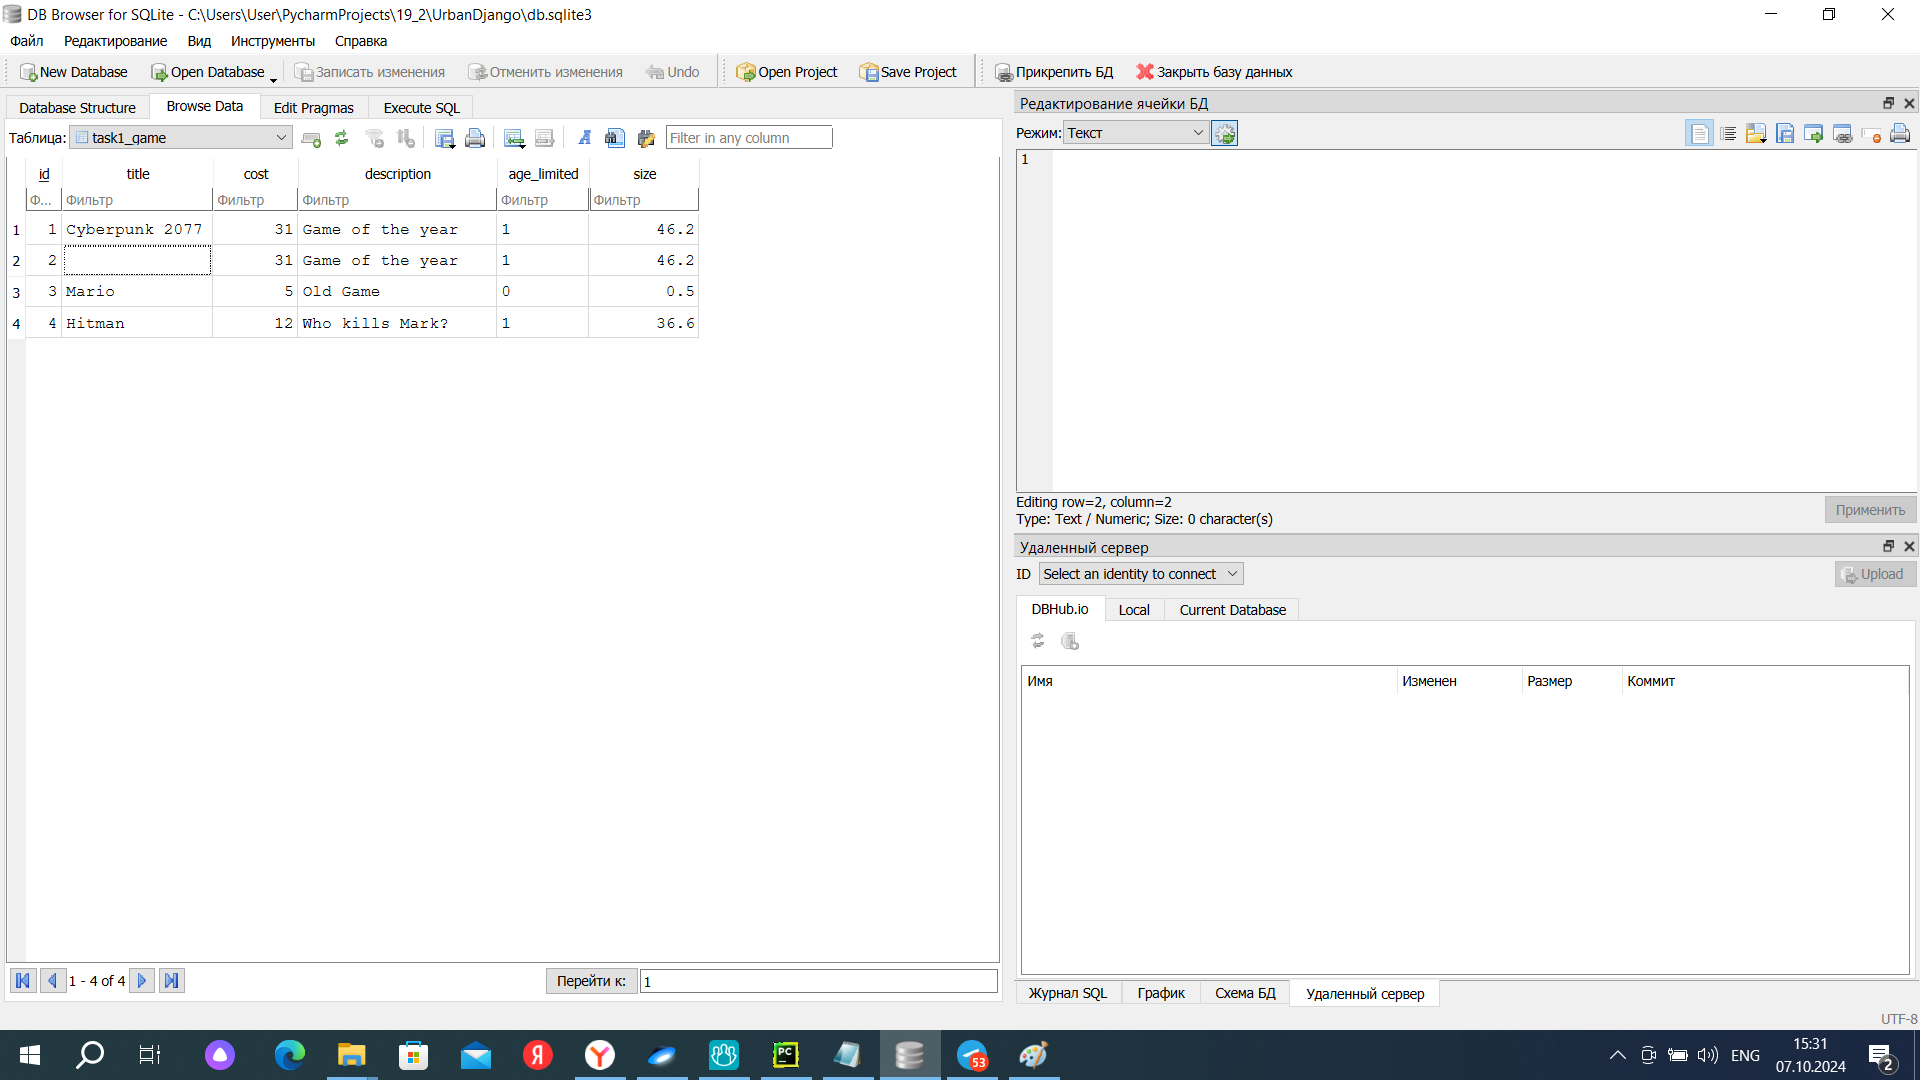 DB Browser for SQLite - C:\Users\User\PycharmProjects\19_2\UrbanDjango\db.sqlite3
Файл Редактирование Вид Инструменты Справка
New Database Open Database Записать изменения Отменить изменения Undo Open Project Save Project Прикрепить БД Закрыть базу данных
Database Structure Browse Data Edit Pragmas Execute SQL
Таблица: task1_game Filter in any column
id title cost description age_limited size
Ф... Фильтр Фильтр Фильтр Фильтр Фильтр
1 1 Cyberpunk 2077 31 Game of the year 1 46.2
2 2 31 Game of the year 1 46.2
3 3 Mario 5 Old Game 0 0.5
4 4 Hitman 12 Who kills Mark? 1 36.6
1 - 4 of 4 Перейти к: 1
Редактирование ячейки БД
Режим: Текст
1
Editing row=2, column=2
Type: Text / Numeric; Size: 0 character(s)
Применить
Удаленный сервер
ID Select an identity to connect Upload
DBHub.io Local Current Database
Имя Изменен Размер Коммит
Журнал SQL График Схема БД Удаленный сервер
UTF-8
Я Y PC 53 ENG 15:31
07.10.2024 2